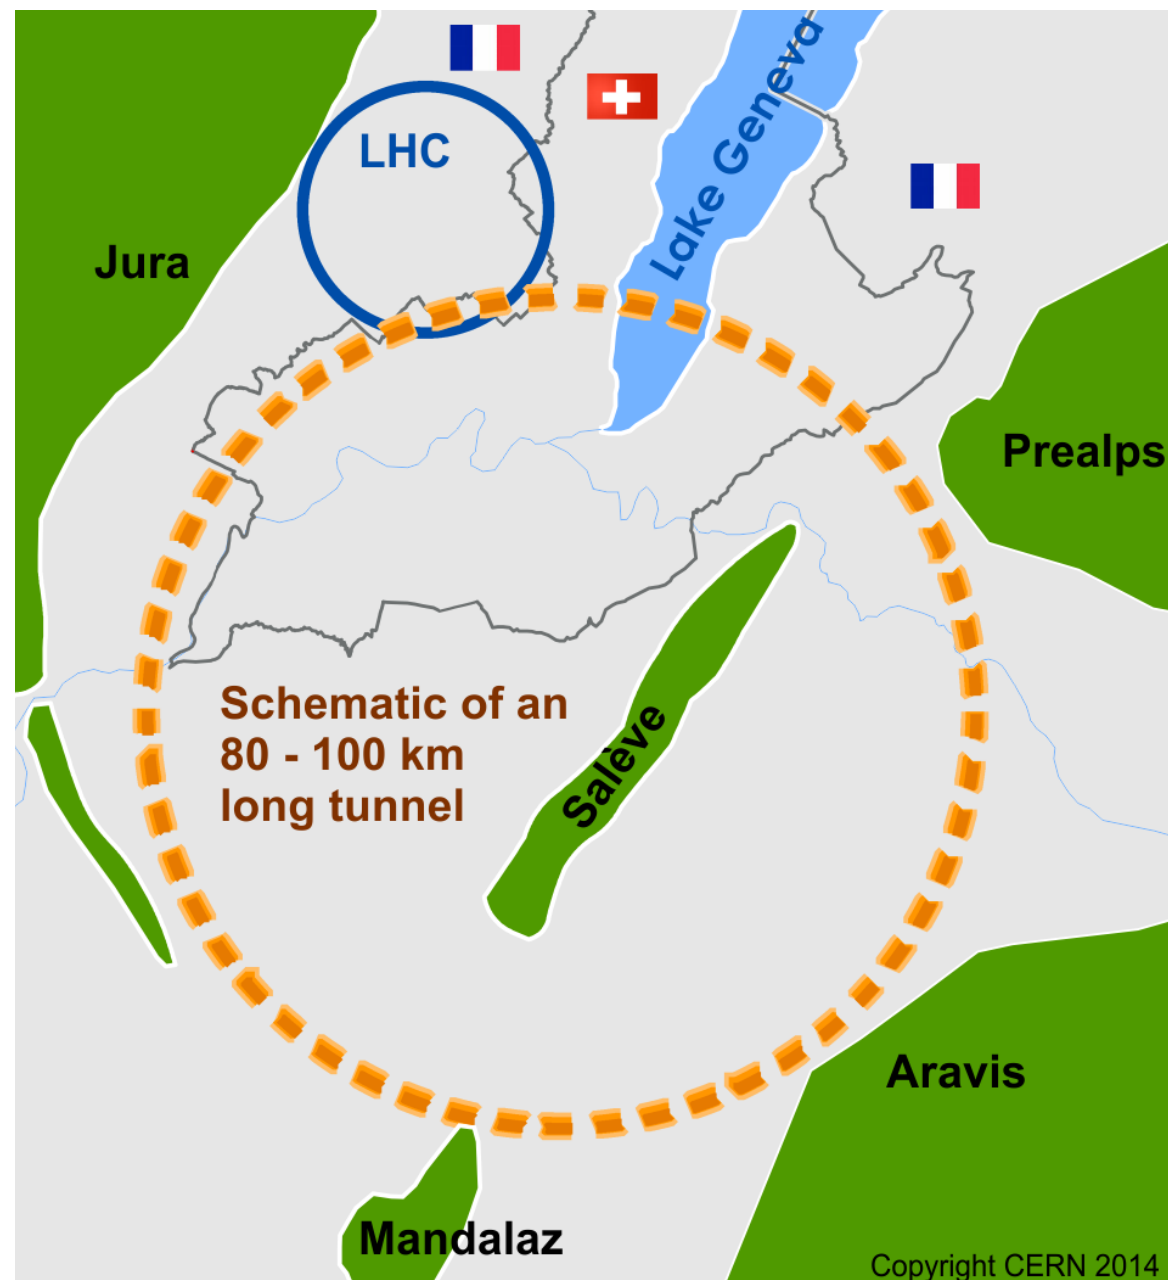 LHC
Lake Geneva
Jura
Prealps
Schematic of an
80 - 100 km
long tunnel
Salève
Aravis
Mandalaz
Copyright CERN 2014